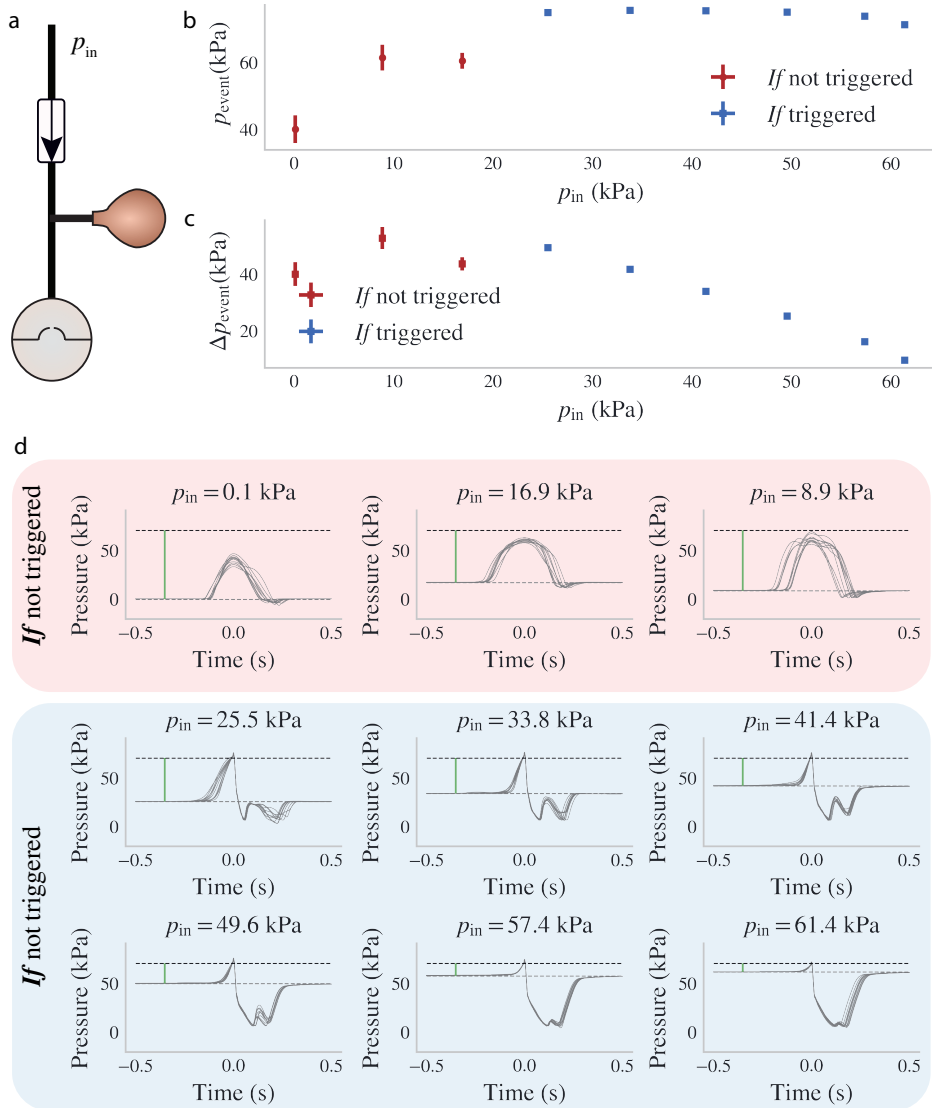 a
p_in
b
p_event(kPa)
60
40
If not triggered
If triggered
0 10 20 30 40 50 60
p_in (kPa)
c
Δp_event(kPa)
40
20
If not triggered
If triggered
0 10 20 30 40 50 60
p_in (kPa)
d
If not triggered
p_in = 0.1 kPa
Pressure (kPa)
50
0
−0.5 0.0 0.5
Time (s)
p_in = 16.9 kPa
Pressure (kPa)
50
0
−0.5 0.0 0.5
Time (s)
p_in = 8.9 kPa
Pressure (kPa)
50
0
−0.5 0.0 0.5
Time (s)
If not triggered
p_in = 25.5 kPa
Pressure (kPa)
50
0
−0.5 0.0 0.5
Time (s)
p_in = 33.8 kPa
Pressure (kPa)
50
0
−0.5 0.0 0.5
Time (s)
p_in = 41.4 kPa
Pressure (kPa)
50
0
−0.5 0.0 0.5
Time (s)
p_in = 49.6 kPa
Pressure (kPa)
50
0
−0.5 0.0 0.5
Time (s)
p_in = 57.4 kPa
Pressure (kPa)
50
0
−0.5 0.0 0.5
Time (s)
p_in = 61.4 kPa
Pressure (kPa)
50
0
−0.5 0.0 0.5
Time (s)